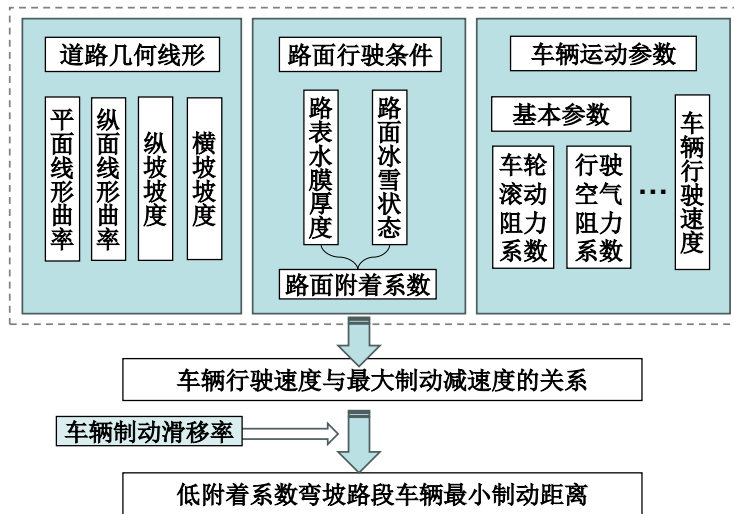 道路几何线形
平面线形曲率
纵面线形曲率
纵坡坡度
横坡坡度
路面行驶条件
路表水膜厚度
路面冰雪状态
路面附着系数
车辆运动参数
基本参数
车轮
滚动
阻力
系数
行驶
空气
阻力
系数
...
车辆行驶速度
车辆行驶速度与最大制动减速度的关系
车辆制动滑移率
低附着系数弯坡路段车辆最小制动距离